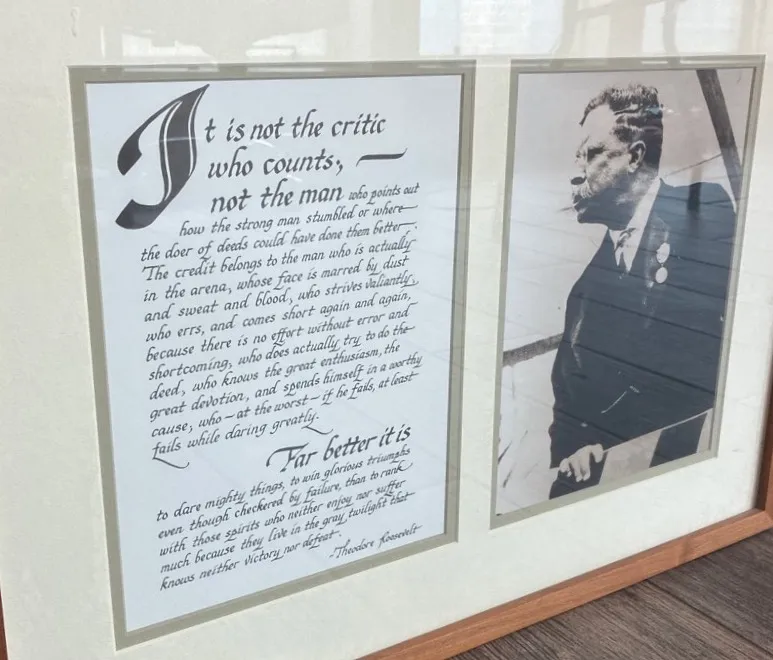 It is not the critic
who counts, —
not the man who points out
how the strong man stumbled or where
the doer of deeds could have done them better.
The credit belongs to the man who is actually
in the arena, whose face is marred by dust
and sweat and blood, who strives valiantly,
who errs, and comes short again and again,
because there is no effort without error and
shortcoming, who does actually try to do the
deed, who knows the great enthusiasm, the
great devotion, and spends himself in a worthy
cause, who – at the worst – if he fails, at least
fails while daring greatly.
Far better it is
to dare mighty things, to win glorious triumphs
even though checkered by failure, than to rank
with those spirits who neither enjoy nor suffer
much because they live in the gray twilight that
knows neither victory nor defeat.
-Theodore Roosevelt